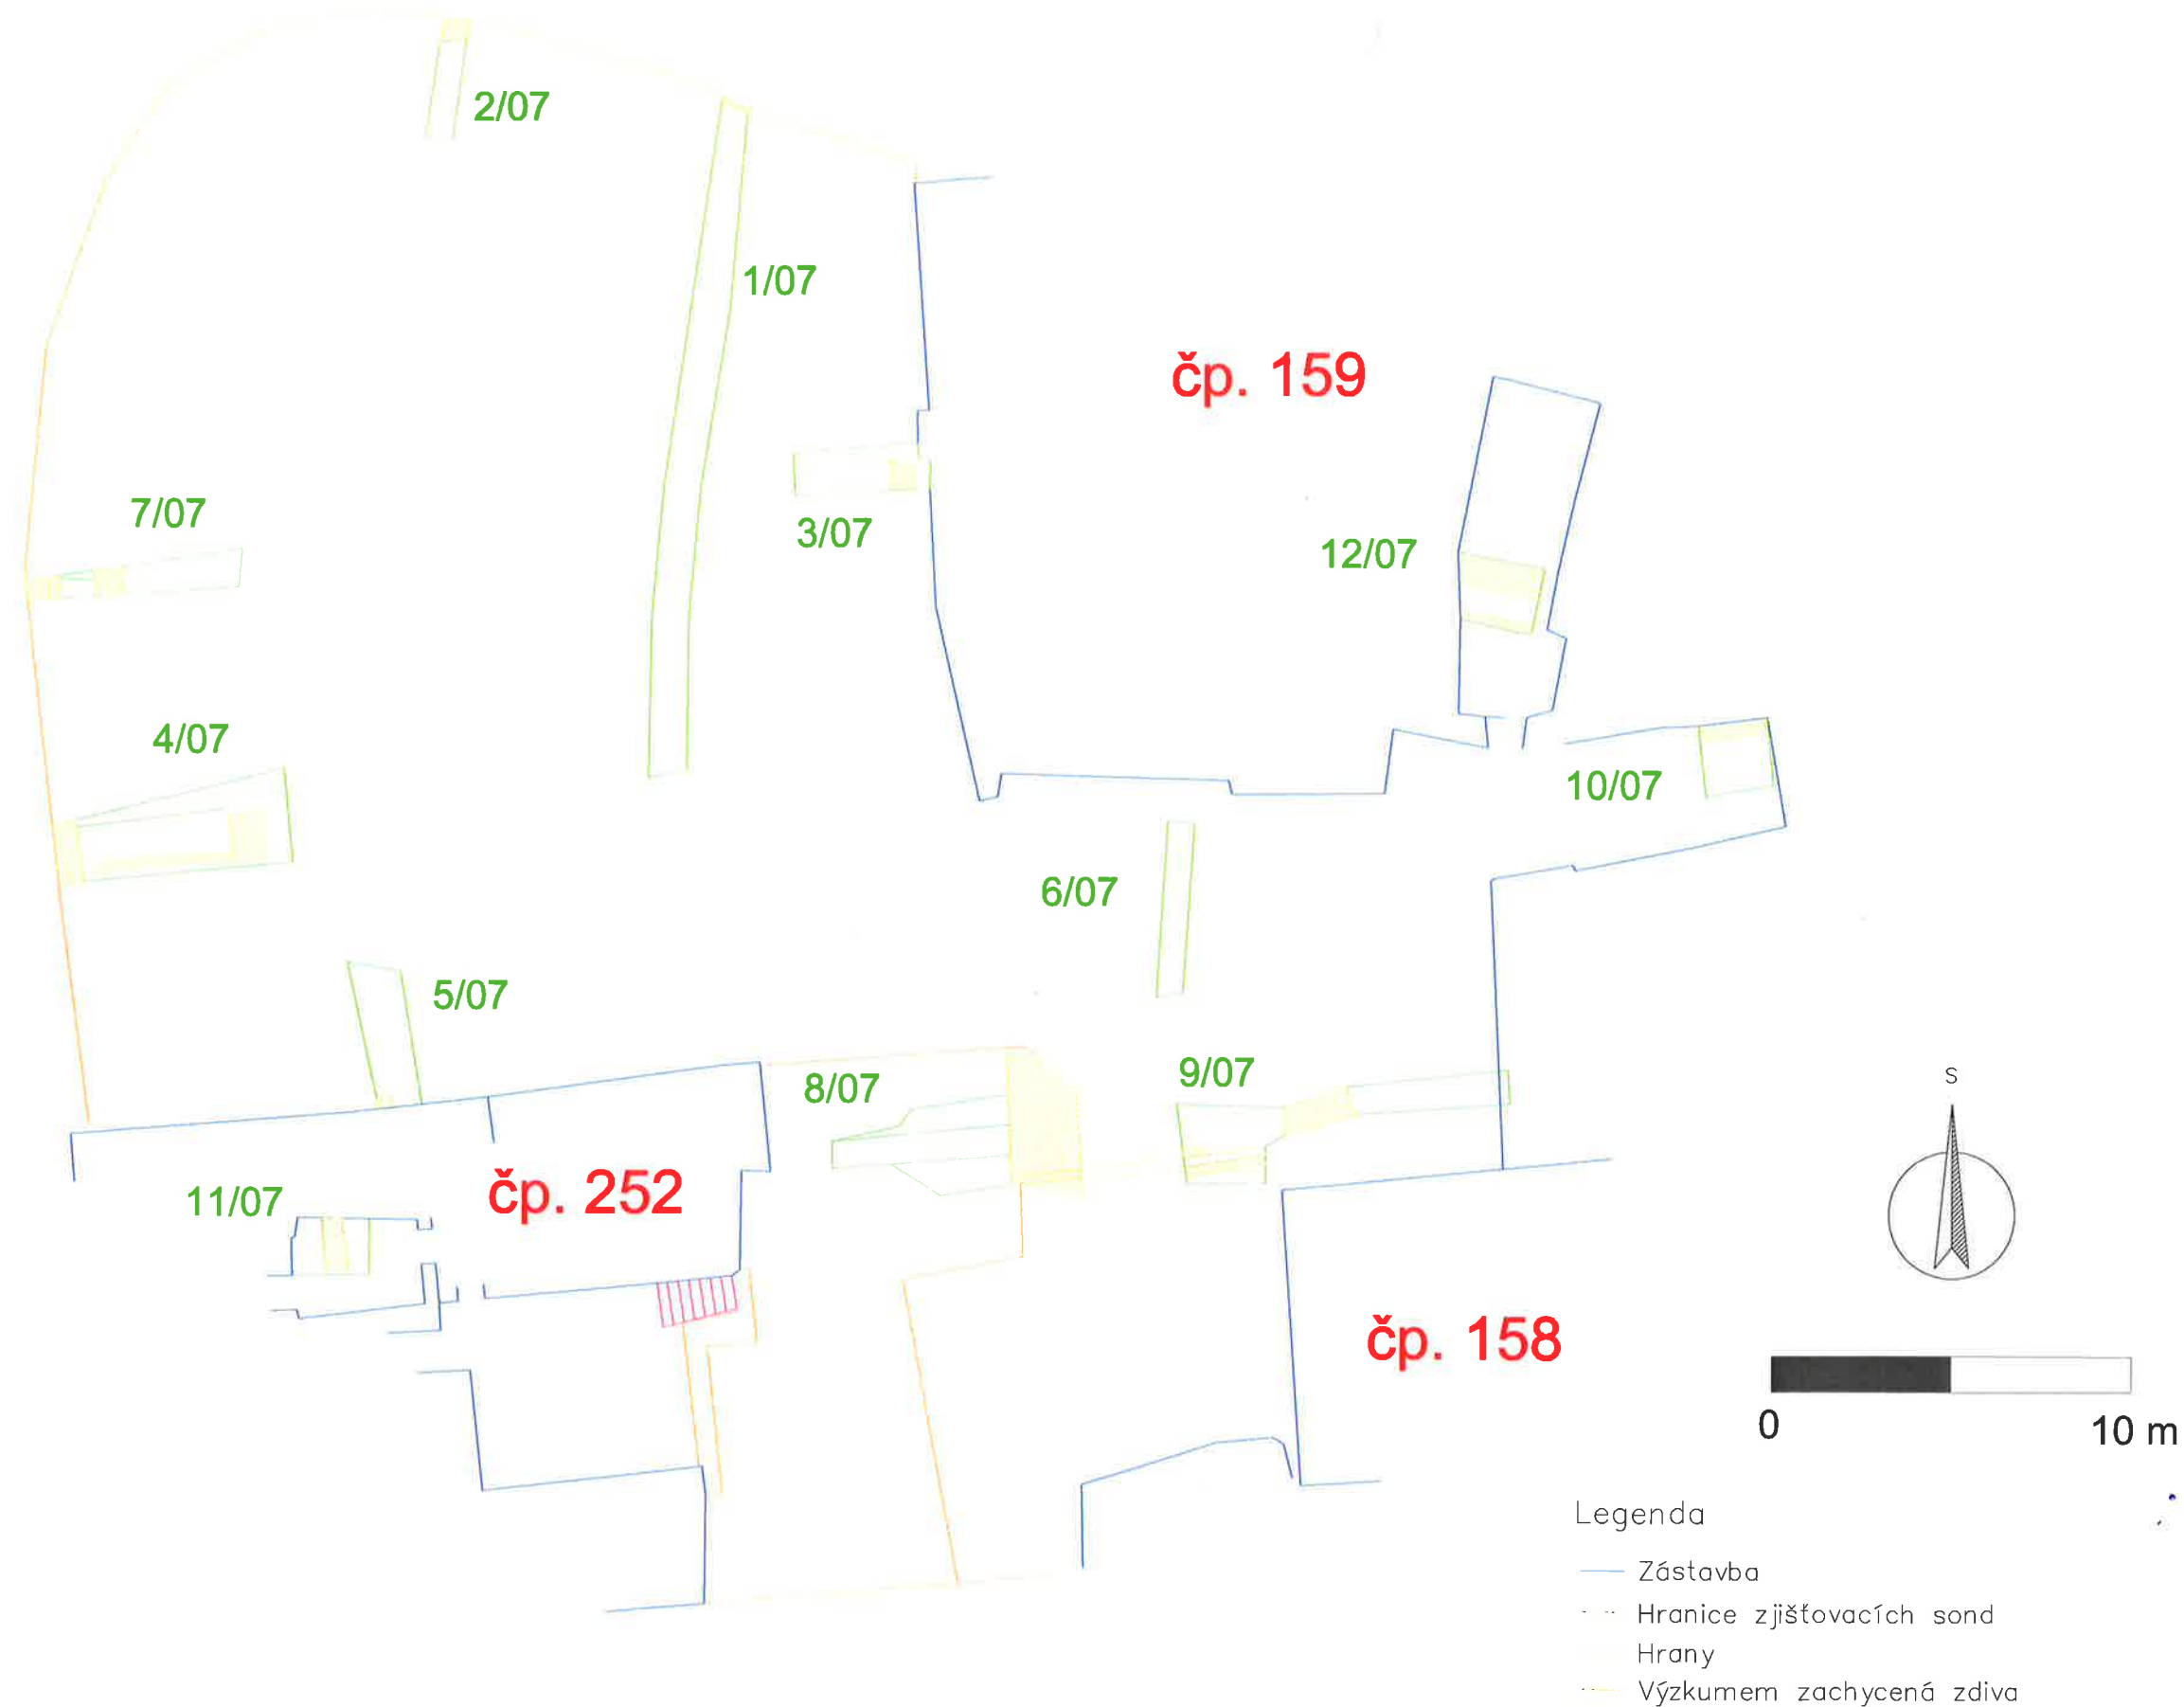 2/07
1/07
čp. 159
7/07
3/07
12/07
4/07
10/07
6/07
5/07
9/07
8/07
S
11/07
čp. 252
čp. 158
0
10 m
Legenda
Zástavba
Hranice zjišťovacích sond
Hrany
Výzkumem zachycená zdiva